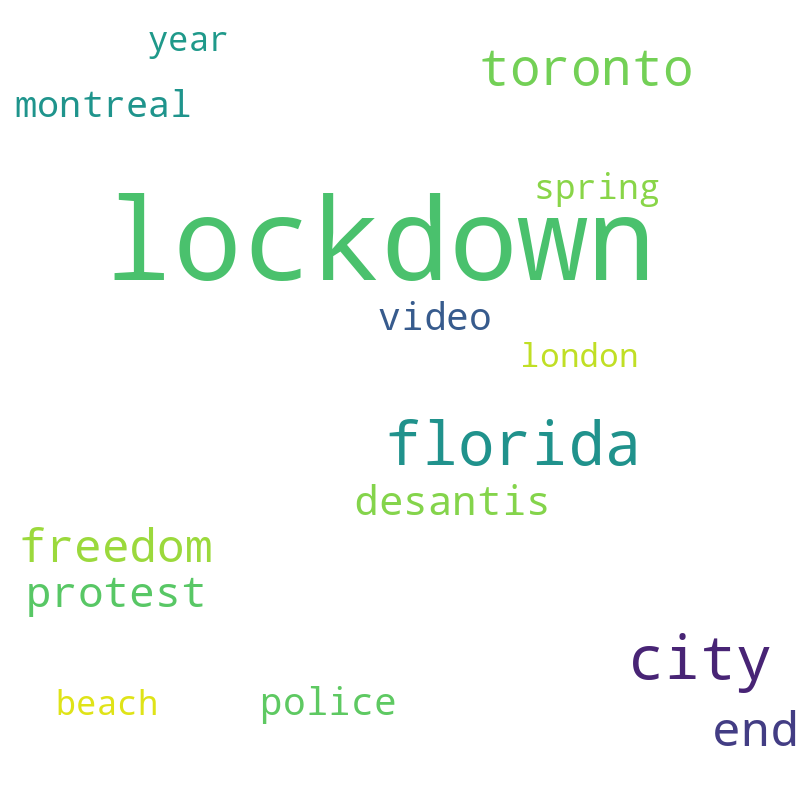 year
toronto
montreal
spring
lockdown
video
london
florida
desantis
freedom
protest
city
beach
police
end